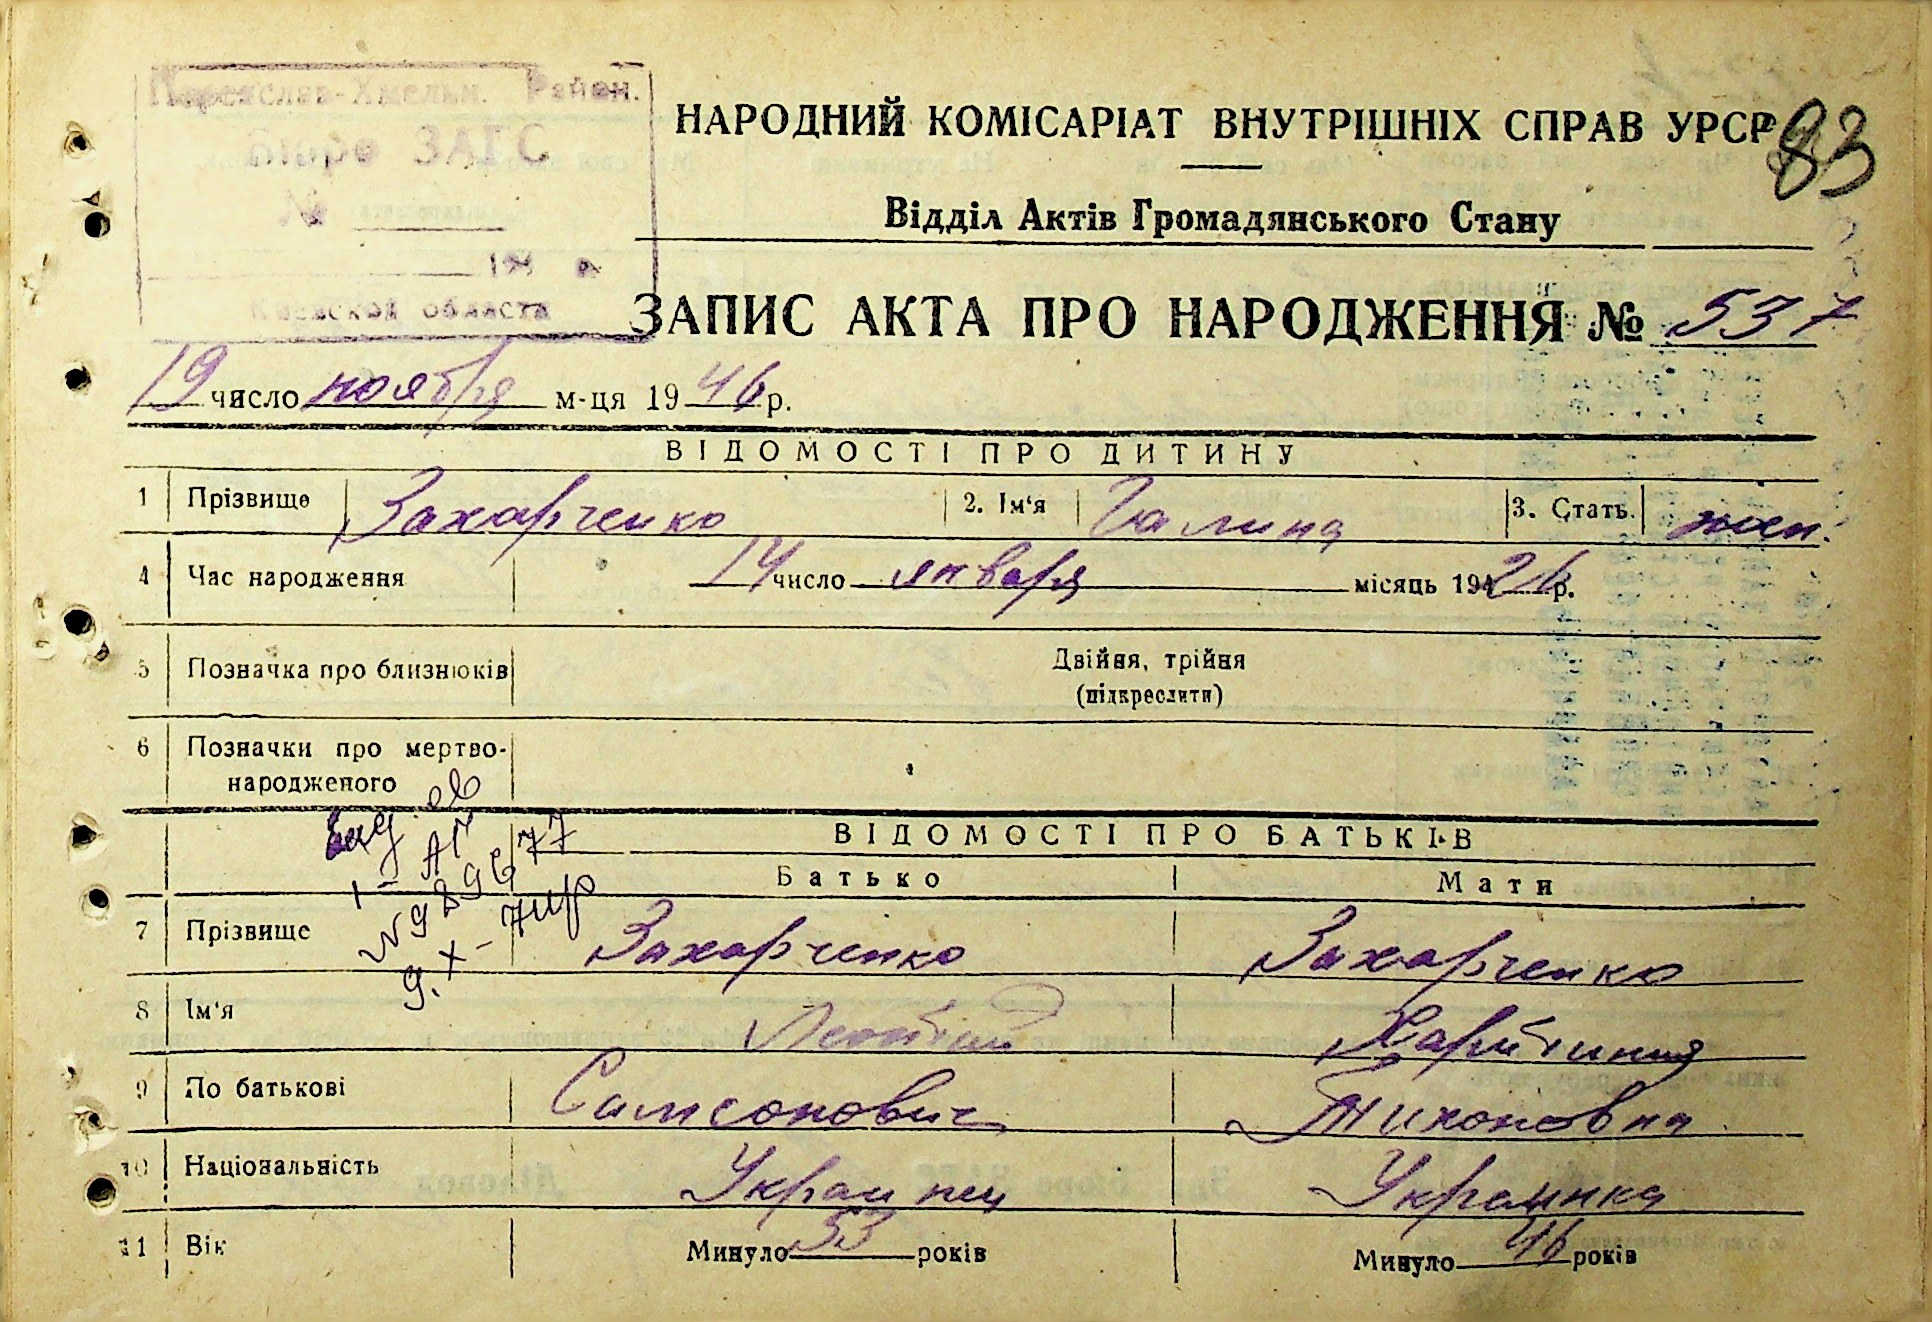 Переяслав-Хмельн. Район.
Бюро ЗАГС
№
194 р.
Киевской области
НАРОДНИЙ КОМІСАРІАТ ВНУТРІШНІХ СПРАВ УРСР
83
Відділ Актів Громадянського Стану
ЗАПИС АКТА ПРО НАРОДЖЕННЯ № 537
19 число ноября м-ця 1946 р.
ВІДОМОСТІ ПРО ДИТИНУ
1 Прізвище Захарченко 2. Ім'я Галина 3. Стать. жен.
4 Час народження 14 число января місяць 1926 р.
5 Позначка про близнюків Двійня, трійня
(підкреслити)
6 Позначки про мертво-
народженого
ВІДОМОСТІ ПРО БАТЬКІВ
Батько Мати
7 Прізвище Захарченко Захарченко
8 Ім'я Харитиния
9 По батькові Самсонович Тихоновна
10 Національність Украинец Украинка
11 Вік Минуло 53 років Минуло 46 років